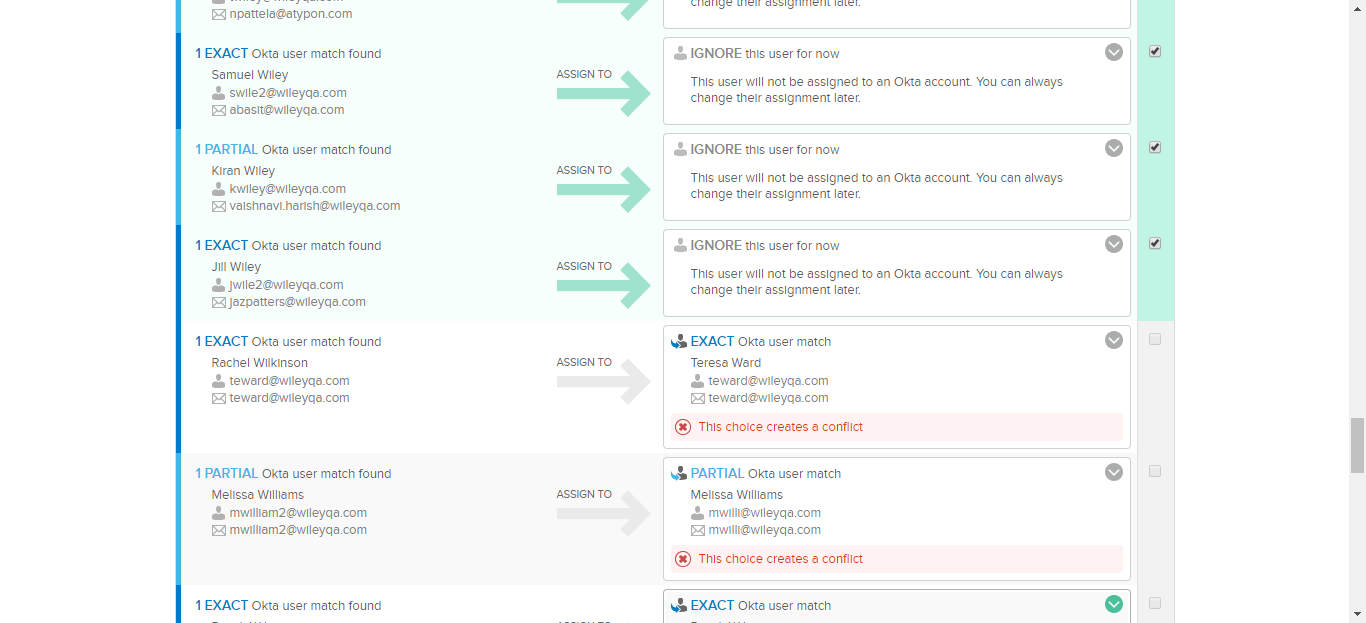 npattela@atypon.com
change their assignment later.
1 EXACT Okta user match found
Samuel Wiley
swile2@wileyqa.com
abasit@wileyqa.com
ASSIGN TO
IGNORE this user for now
This user will not be assigned to an Okta account. You can always
change their assignment later.
1 PARTIAL Okta user match found
Kiran Wiley
kwiley@wileyqa.com
vaishnavi.harish@wileyqa.com
ASSIGN TO
IGNORE this user for now
This user will not be assigned to an Okta account. You can always
change their assignment later.
1 EXACT Okta user match found
Jill Wiley
jwile2@wileyqa.com
jazpatters@wileyqa.com
ASSIGN TO
IGNORE this user for now
This user will not be assigned to an Okta account. You can always
change their assignment later.
1 EXACT Okta user match found
Rachel Wilkinson
teward@wileyqa.com
teward@wileyqa.com
ASSIGN TO
EXACT Okta user match
Teresa Ward
teward@wileyqa.com
teward@wileyqa.com
This choice creates a conflict
1 PARTIAL Okta user match found
Melissa Williams
mwilliam2@wileyqa.com
mwilliam2@wileyqa.com
ASSIGN TO
PARTIAL Okta user match
Melissa Williams
mwilli@wileyqa.com
mwilli@wileyqa.com
This choice creates a conflict
1 EXACT Okta user match found
EXACT Okta user match